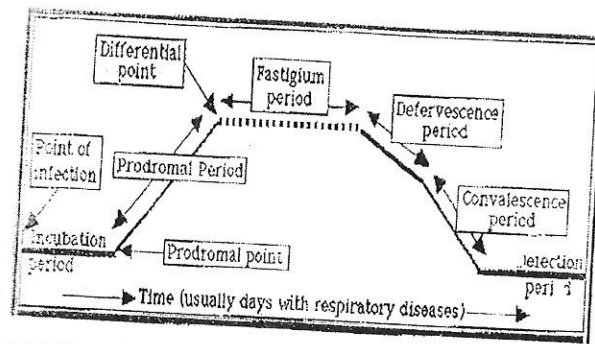 Differential
point
Fastigium
period
Defervescence
period
Point of
infection
Prodromal Period
Convalescence
period
Incubation
period
Prodromal point
Time (usually days with respiratory diseases)